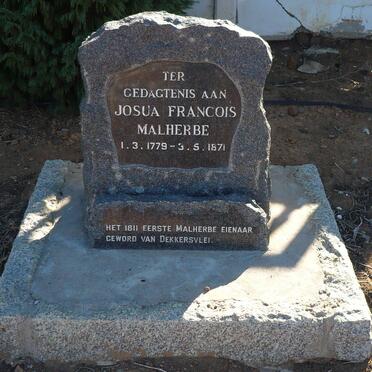 TER
GEDAGTENIS AAN
JOSUA FRANCOIS
MALHERBE
1.3.1779-3.5.1871
HET 1811 EERSTE MALHERBE EIENAAR
GEWORD VAN DEKKERSVLEI.